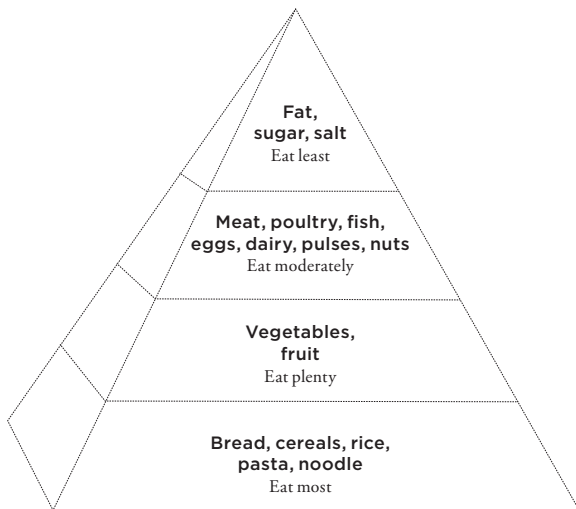 Fat,
sugar, salt
Eat least
Meat, poultry, fish,
eggs, dairy, pulses, nuts
Eat moderately
Vegetables,
fruit
Eat plenty
Bread, cereals, rice,
pasta, noodle
Eat most